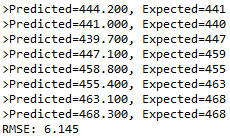 >Predicted=444.200, Expected=441
>Predicted=441.000, Expected=440
>Predicted=439.700, Expected=447
>Predicted=447.100, Expected=459
>Predicted=458.800, Expected=455
>Predicted=455.400, Expected=463
>Predicted=463.100, Expected=468
>Predicted=468.300, Expected=468
RMSE: 6.145